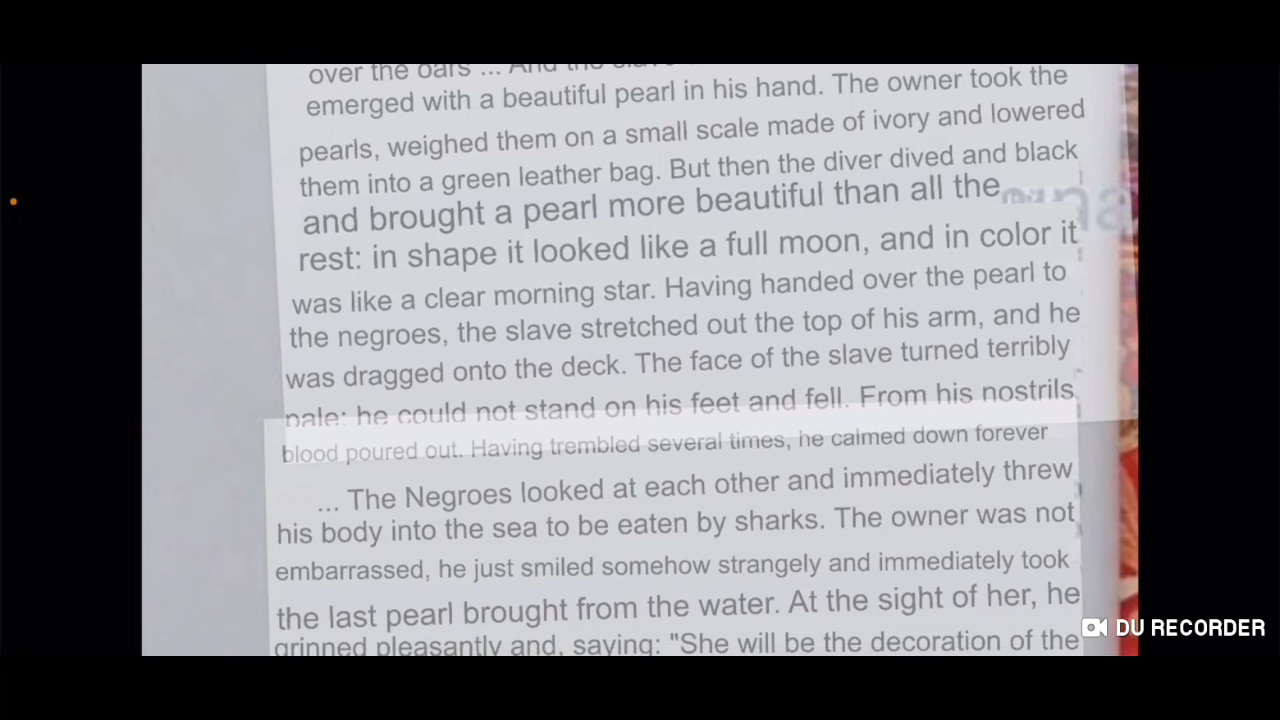 over the oars ... And the slave
emerged with a beautiful pearl in his hand. The owner took the
pearls, weighed them on a small scale made of ivory and lowered
them into a green leather bag. But then the diver dived and black
and brought a pearl more beautiful than all the
rest: in shape it looked like a full moon, and in color it
was like a clear morning star. Having handed over the pearl to
the negroes, the slave stretched out the top of his arm, and he
was dragged onto the deck. The face of the slave turned terribly
pale: he could not stand on his feet and fell. From his nostrils
blood poured out. Having trembled several times, he calmed down forever
... The Negroes looked at each other and immediately threw
his body into the sea to be eaten by sharks. The owner was not
embarrassed, he just smiled somehow strangely and immediately took
the last pearl brought from the water. At the sight of her, he
grinned pleasantly and, saying: "She will be the decoration of the
DU RECORDER